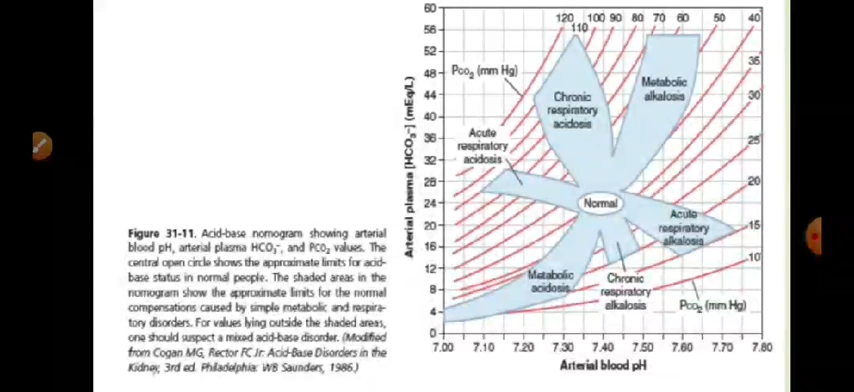 60
56
52
48
44
40
36
32
28
24
20
16
12
8
4
0
Arterial plasma [HCO₃⁻] (mEq/L)
120 100 90 80 70 60 50 40
110
35
30
25
20
15
10
Pco₂ (mm Hg)
Metabolic
alkalosis
Chronic
respiratory
acidosis
Acute
respiratory
acidosis
Normal
Acute
respiratory
alkalosis
Metabolic
acidosis
Chronic
respiratory
alkalosis
Pco₂ (mm Hg)
7.00 7.10 7.20 7.30 7.40 7.50 7.60 7.70 7.80
Arterial blood pH
Figure 31-11. Acid-base nomogram showing arterial
blood pH, arterial plasma HCO₃⁻, and PCO₂ values. The
central open circle shows the approximate limits for acid-
base status in normal people. The shaded areas in the
nomogram show the approximate limits for the normal
compensations caused by simple metabolic and respira-
tory disorders. For values lying outside the shaded areas,
one should suspect a mixed acid-base disorder. (Modified
from Cogan MG, Rector FC Jr: Acid-Base Disorders in the
Kidney, 3rd ed. Philadelphia: WB Saunders, 1986.)